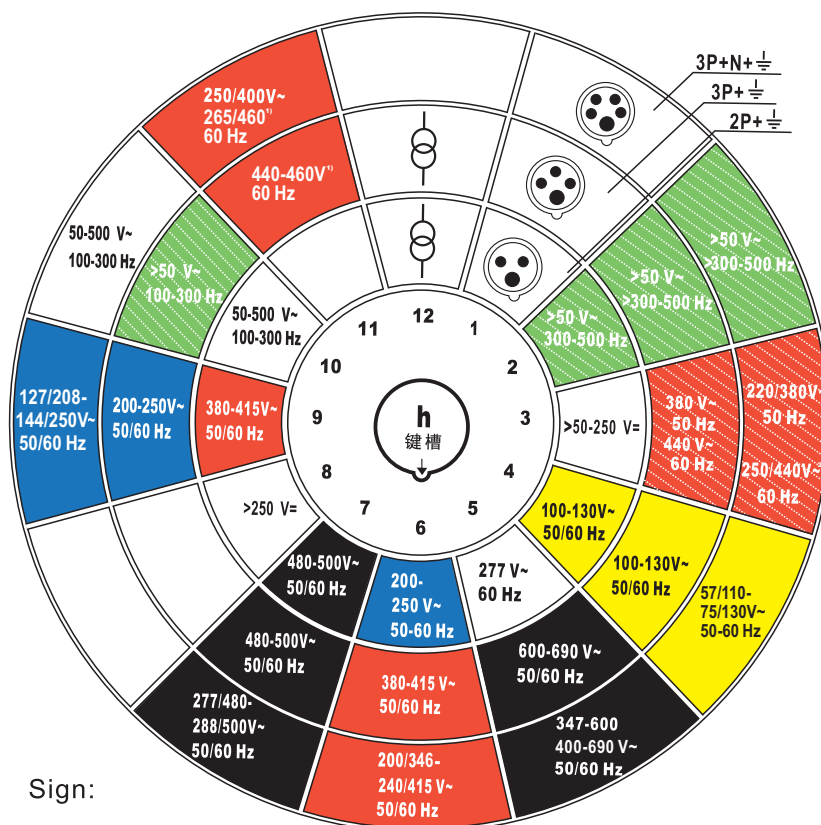 3P+N+
3P+
2P+
250/400V~
265/460¹⁾
60 Hz
440-460V¹⁾
60 Hz
50-500 V~
100-300 Hz
>50 V~
100-300 Hz
50-500 V~
100-300 Hz
>50 V~
>300-500 Hz
>50 V~
>300-500 Hz
>50 V~
300-500 Hz
12
1
2
3
4
5
6
7
8
9
10
11
h
键槽
127/208-
144/250V~
50/60 Hz
200-250V~
50/60 Hz
380-415V~
50/60 Hz
>50-250 V=
380 V~
50 Hz
440 V~
60 Hz
220/380V~
50 Hz
250/440V~
60 Hz
>250 V=
100-130V~
50/60 Hz
100-130V~
50/60 Hz
57/110-
75/130V~
50-60 Hz
480-500V~
50/60 Hz
480-500V~
50/60 Hz
277/480-
288/500V~
50/60 Hz
200-
250 V~
50-60 Hz
380-415 V~
50/60 Hz
200/346-
240/415 V~
50/60 Hz
277 V~
60 Hz
600-690 V~
50/60 Hz
347-600
400-690 V~
50/60 Hz
Sign: